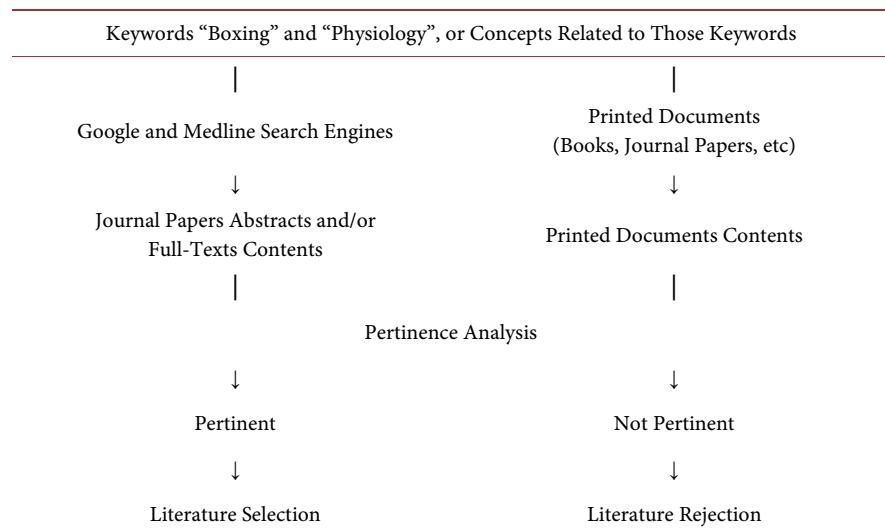 Keywords “Boxing” and “Physiology”, or Concepts Related to Those Keywords
Google and Medline Search Engines
Printed Documents
(Books, Journal Papers, etc)
↓ ↓
Journal Papers Abstracts and/or
Full-Texts Contents
Printed Documents Contents
Pertinence Analysis
↓ ↓
Pertinent Not Pertinent
↓ ↓
Literature Selection Literature Rejection